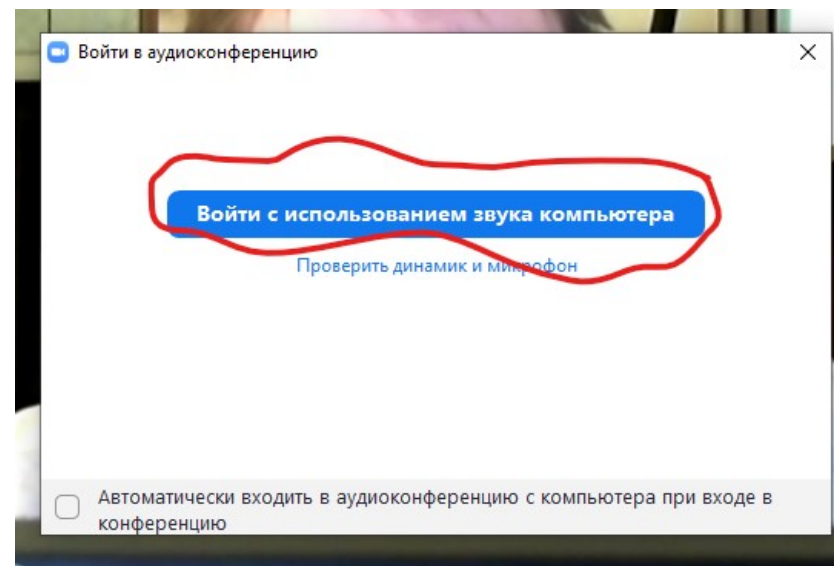 Войти в аудиоконференцию
Войти с использованием звука компьютера
Проверить динамик и микрофон
Автоматически входить в аудиоконференцию с компьютера при входе в
конференцию